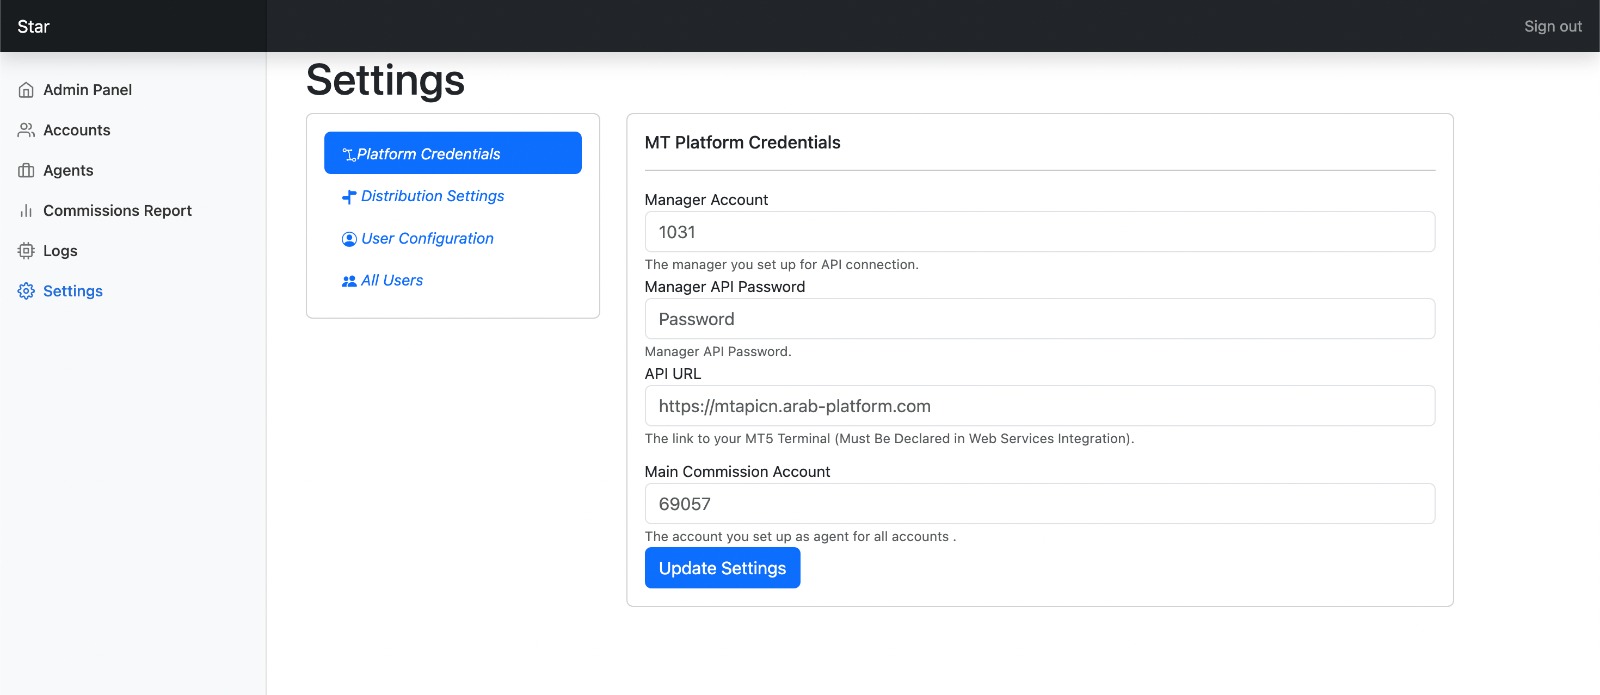 Star
Sign out
Admin Panel
Accounts
Agents
Commissions Report
Logs
Settings
Settings
Platform Credentials
Distribution Settings
User Configuration
All Users
MT Platform Credentials
Manager Account
1031
The manager you set up for API connection.
Manager API Password
Password
Manager API Password.
API URL
https://mtapicn.arab-platform.com
The link to your MT5 Terminal (Must Be Declared in Web Services Integration).
Main Commission Account
69057
The account you set up as agent for all accounts .
Update Settings